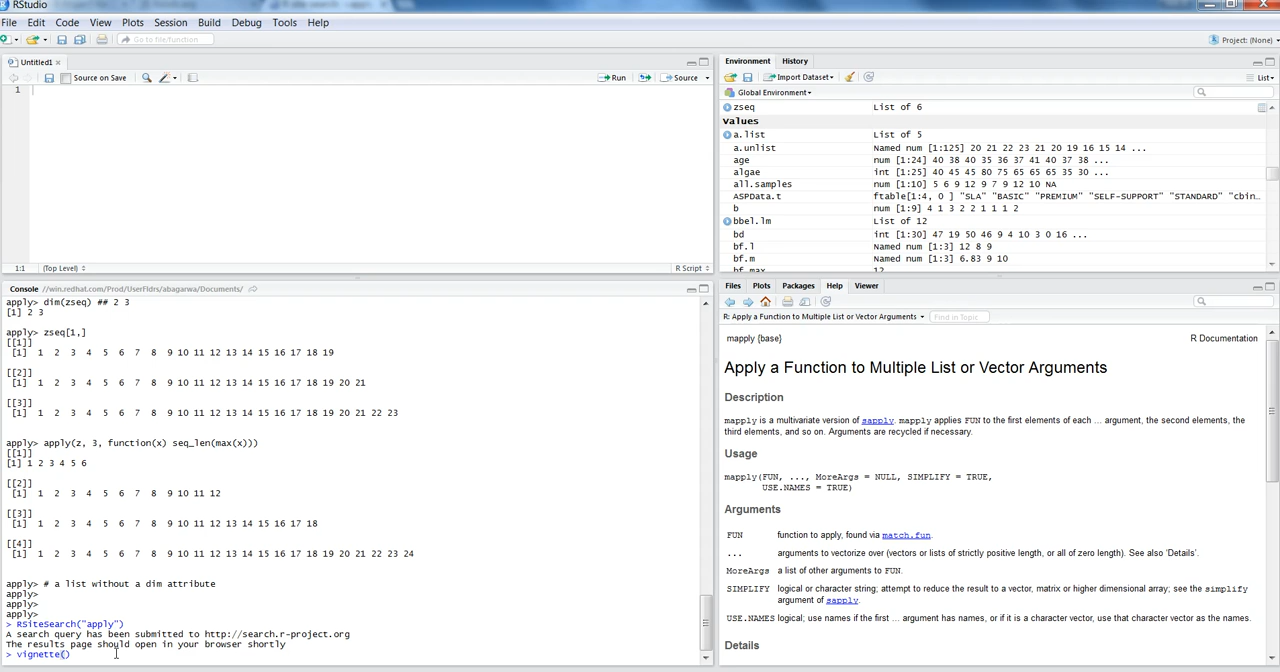 RStudio
File Edit Code View Plots Session Build Debug Tools Help
Go to file/function
Project: (None)
Untitled1
Source on Save
Run
Source
1
1:1
(Top Level)
R Script
Console //win.redhat.com/Prod/UserFldrs/abagarwa/Documents/
apply> dim(zseq) ## 2 3
[1] 2 3
apply> zseq[1,]
[[1]]
[1] 1 2 3 4 5 6 7 8 9 10 11 12 13 14 15 16 17 18 19
[[2]]
[1] 1 2 3 4 5 6 7 8 9 10 11 12 13 14 15 16 17 18 19 20 21
[[3]]
[1] 1 2 3 4 5 6 7 8 9 10 11 12 13 14 15 16 17 18 19 20 21 22 23
apply> apply(z, 3, function(x) seq_len(max(x)))
[[1]]
[1] 1 2 3 4 5 6
[[2]]
[1] 1 2 3 4 5 6 7 8 9 10 11 12
[[3]]
[1] 1 2 3 4 5 6 7 8 9 10 11 12 13 14 15 16 17 18
[[4]]
[1] 1 2 3 4 5 6 7 8 9 10 11 12 13 14 15 16 17 18 19 20 21 22 23 24
apply> # a list without a dim attribute
apply>
apply>
apply>
> RSiteSearch("apply")
A search query has been submitted to http://search.r-project.org
The results page should open in your browser shortly
> vignette()
Environment History
Import Dataset
List
Global Environment
zseq List of 6
Values
a.list List of 5
a.unlist Named num [1:125] 20 21 22 23 21 20 19 16 15 14 ...
age num [1:24] 40 38 40 35 36 37 41 40 37 38 ...
algae int [1:25] 40 45 45 80 75 65 65 65 35 30 ...
all.samples num [1:10] 5 6 9 12 9 7 9 12 10 NA
ASPData.t ftable[1:4, 0 ] "SLA" "BASIC" "PREMIUM" "SELF-SUPPORT" "STANDARD" "cbin…
b num [1:9] 4 1 3 2 2 1 1 1 2
bbel.lm List of 12
bd int [1:30] 47 19 50 46 9 4 10 3 0 16 ...
bf.l Named num [1:3] 12 8 9
bf.m Named num [1:3] 6.83 9 10
bf.max 12
Files Plots Packages Help Viewer
R: Apply a Function to Multiple List or Vector Arguments
Find in Topic
mapply {base} R Documentation
Apply a Function to Multiple List or Vector Arguments
Description
mapply is a multivariate version of sapply. mapply applies FUN to the first elements of each ... argument, the second elements, the
third elements, and so on. Arguments are recycled if necessary.
Usage
mapply(FUN, ..., MoreArgs = NULL, SIMPLIFY = TRUE,
USE.NAMES = TRUE)
Arguments
FUN function to apply, found via match.fun.
... arguments to vectorize over (vectors or lists of strictly positive length, or all of zero length). See also ‘Details’.
MoreArgs a list of other arguments to FUN.
SIMPLIFY logical or character string; attempt to reduce the result to a vector, matrix or higher dimensional array; see the simplify
argument of sapply.
USE.NAMES logical; use names if the first ... argument has names, or if it is a character vector, use that character vector as the names.
Details